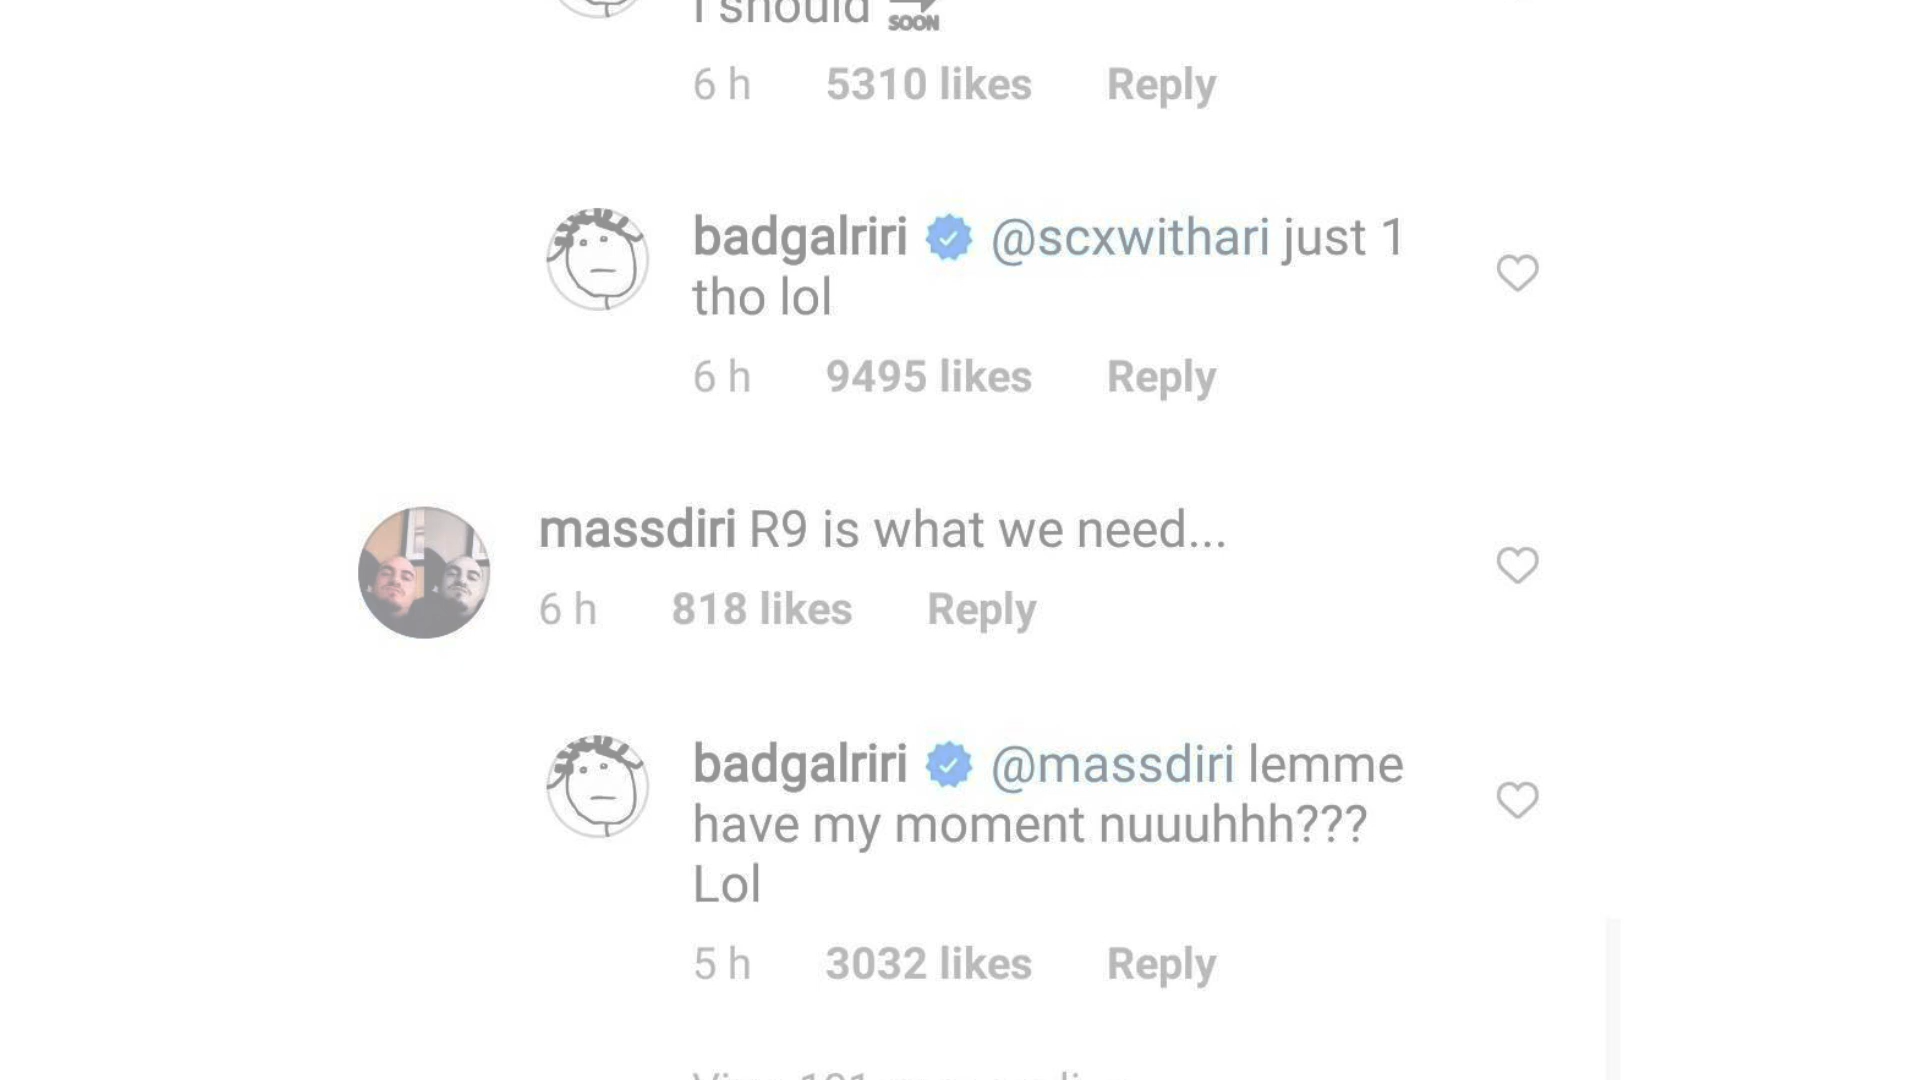 I should SOON
6 h 5310 likes Reply
badgalriri @scxwithari just 1
tho lol
6 h 9495 likes Reply
massdiri R9 is what we need...
6 h 818 likes Reply
badgalriri @massdiri lemme
have my moment nuuuhhh???
Lol
5 h 3032 likes Reply